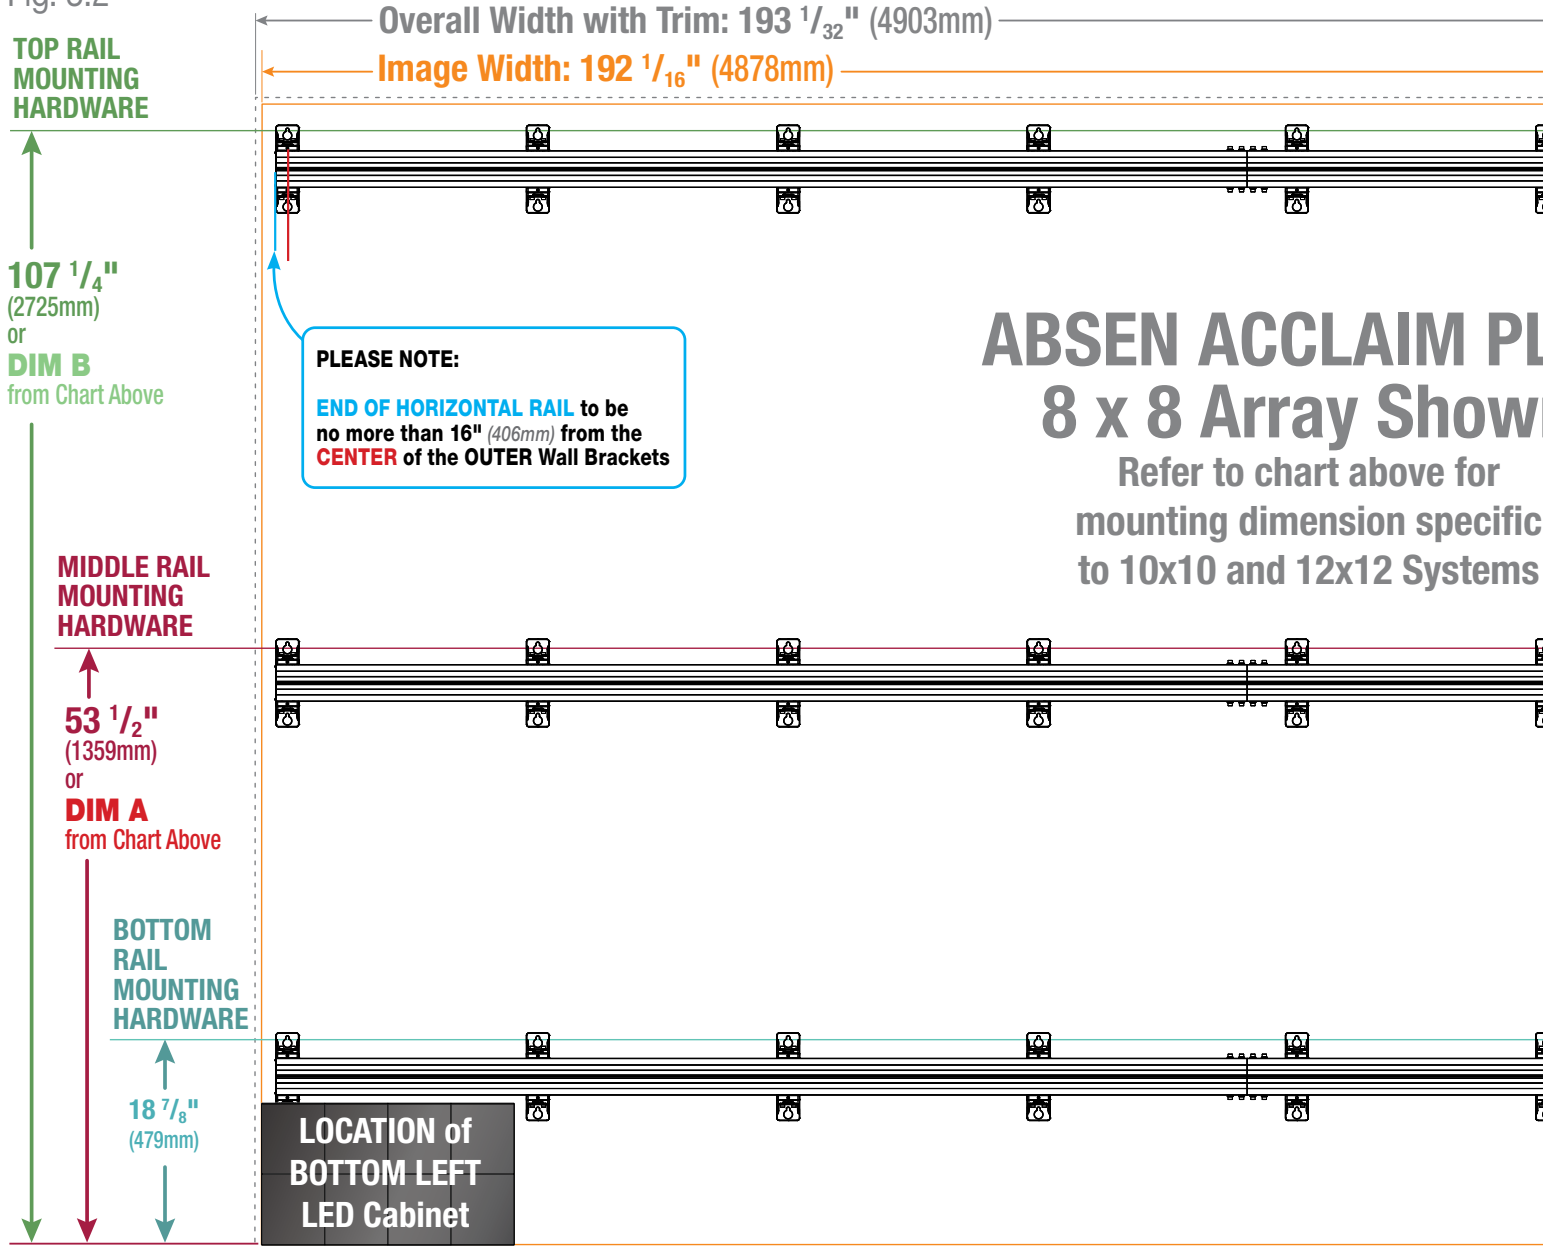 Fig. 3.2
Overall Width with Trim: 193 1/32" (4903mm)
Image Width: 192 1/16" (4878mm)
TOP RAIL
MOUNTING
HARDWARE
107 1/4"
(2725mm)
or
DIM B
from Chart Above
PLEASE NOTE:
END OF HORIZONTAL RAIL to be
no more than 16" (406mm) from the
CENTER of the OUTER Wall Brackets
ABSEN ACCLAIM PL
8 x 8 Array Shown
Refer to chart above for
mounting dimension specific
to 10x10 and 12x12 Systems
MIDDLE RAIL
MOUNTING
HARDWARE
53 1/2"
(1359mm)
or
DIM A
from Chart Above
BOTTOM
RAIL
MOUNTING
HARDWARE
18 7/8"
(479mm)
LOCATION of
BOTTOM LEFT
LED Cabinet